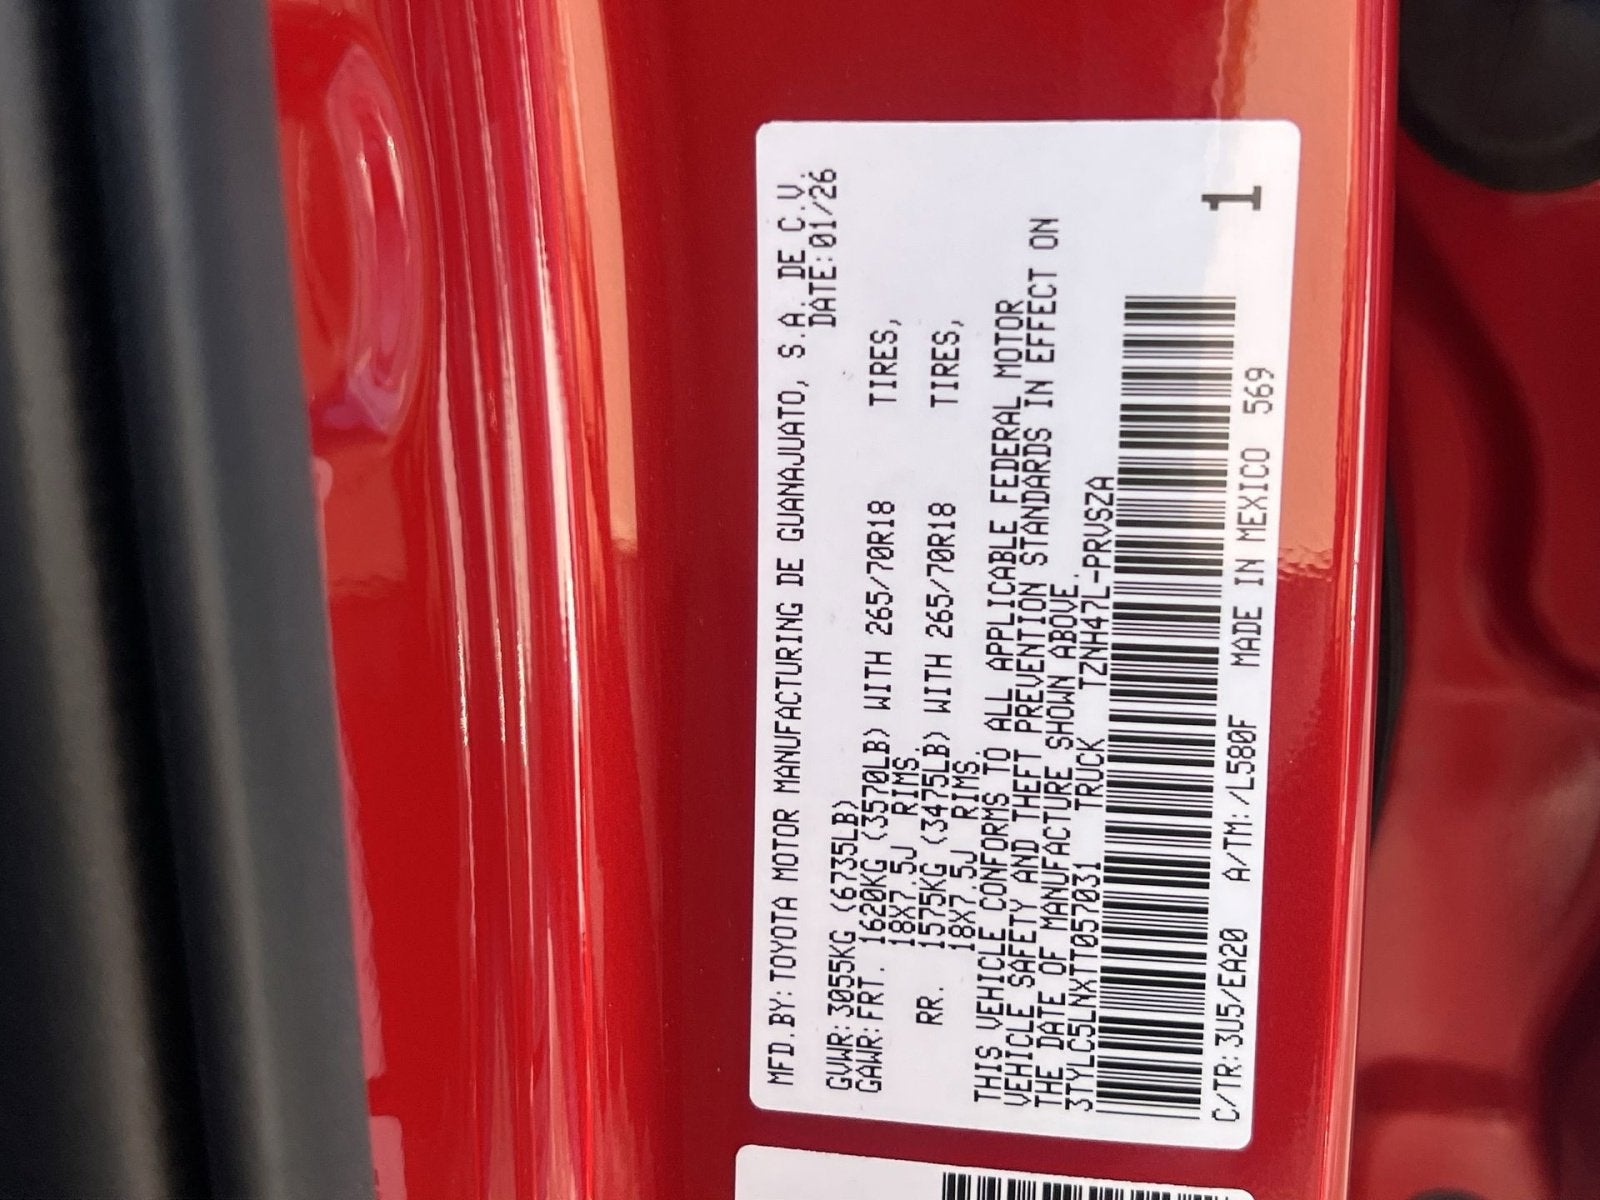 MFD.BY:TOYOTA MOTOR MANUFACTURING DE GUANAJUATO, S.A. DE C.V.
DATE:01/26
GVWR:3055KG (6735LB)
GAWR:FRT. 1620KG (3570LB) WITH 265/70R18 TIRES,
18X7.5J RIMS.
RR. 1575KG (3475LB) WITH 265/70R18 TIRES,
18X7.5J RIMS.
THIS VEHICLE CONFORMS TO ALL APPLICABLE FEDERAL MOTOR
VEHICLE SAFETY AND THEFT PREVENTION STANDARDS IN EFFECT ON
THE DATE OF MANUFACTURE SHOWN ABOVE.
3TYLC5LNXTT057031 TRUCK TZNH47L-PRVSZA
1
C/TR:3U5/EA20 A/TM:/L580F MADE IN MEXICO 569